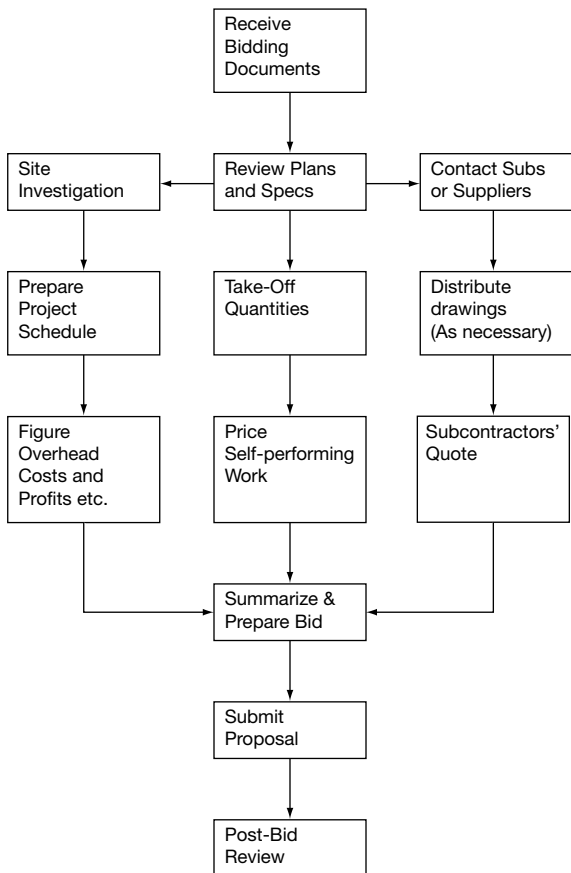 Receive
Bidding
Documents
Site
Investigation
Review Plans
and Specs
Contact Subs
or Suppliers
Prepare
Project
Schedule
Take-Off
Quantities
Distribute
drawings
(As necessary)
Figure
Overhead
Costs and
Profits etc.
Price
Self-performing
Work
Subcontractors’
Quote
Summarize &
Prepare Bid
Submit
Proposal
Post-Bid
Review